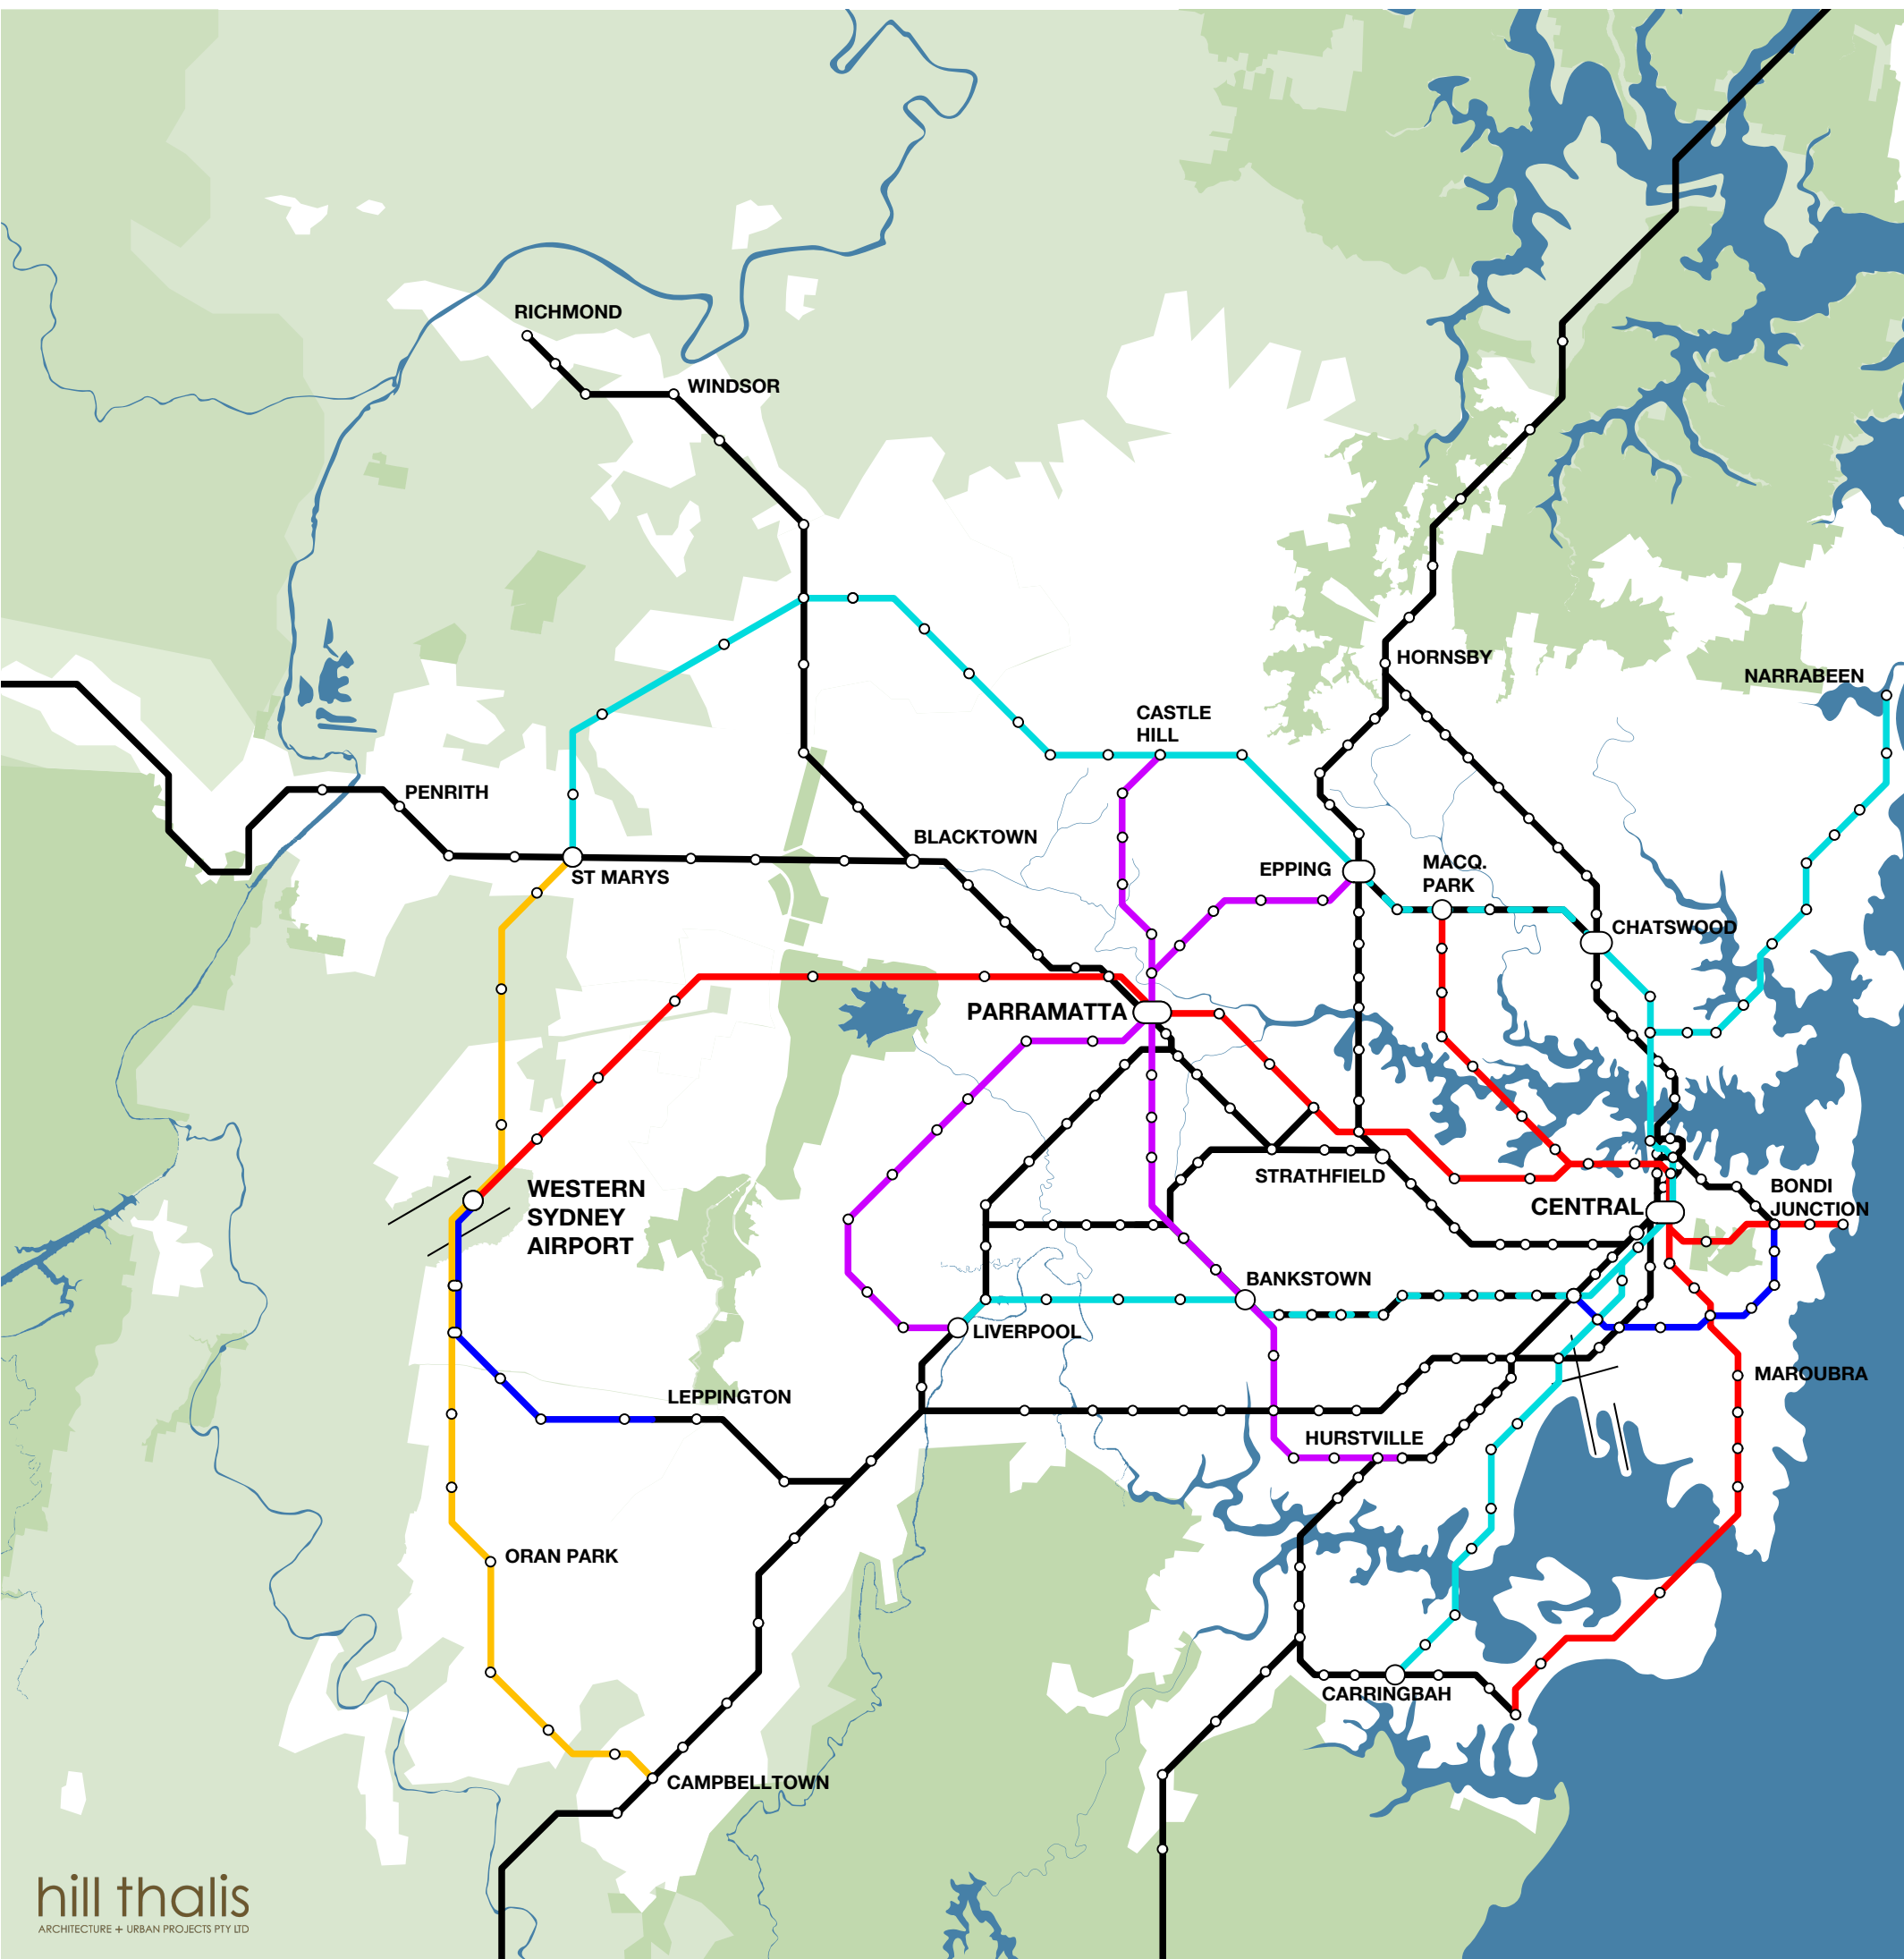 RICHMOND
WINDSOR
HORNSBY
NARRABEEN
CASTLE
HILL
PENRITH
BLACKTOWN
ST MARYS
EPPING
MACQ.
PARK
CHATSWOOD
PARRAMATTA
STRATHFIELD
WESTERN
SYDNEY
AIRPORT
CENTRAL
BONDI
JUNCTION
BANKSTOWN
LIVERPOOL
MAROUBRA
LEPPINGTON
HURSTVILLE
ORAN PARK
CARRINGBAH
CAMPBELLTOWN
hill thalis
ARCHITECTURE + URBAN PROJECTS PTY LTD